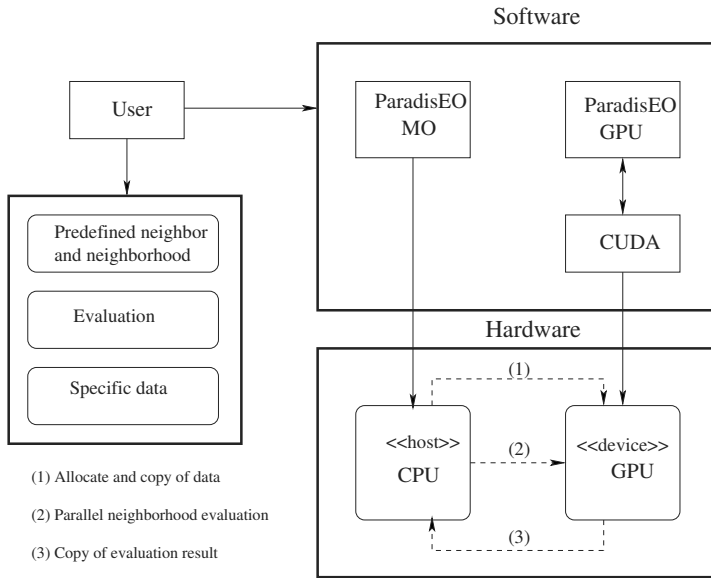 Software
User
ParadisEO
MO
ParadisEO
GPU
CUDA
Predefined neighbor
and neighborhood
Evaluation
Specific data
Hardware
(1)
<<host>>
CPU
(2)
<<device>>
GPU
(3)
(1) Allocate and copy of data
(2) Parallel neighborhood evaluation
(3) Copy of evaluation result